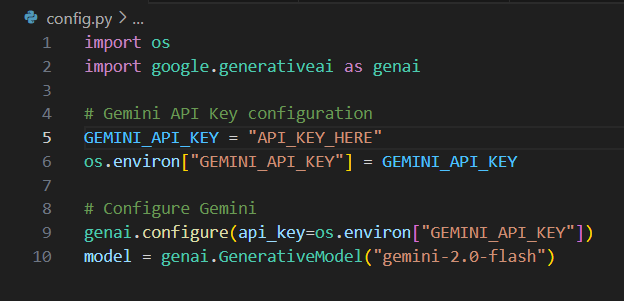 config.py > ...
1 import os
2 import google.generativeai as genai
3
4 # Gemini API Key configuration
5 GEMINI_API_KEY = "API_KEY_HERE"
6 os.environ["GEMINI_API_KEY"] = GEMINI_API_KEY
7
8 # Configure Gemini
9 genai.configure(api_key=os.environ["GEMINI_API_KEY"])
10 model = genai.GenerativeModel("gemini-2.0-flash")